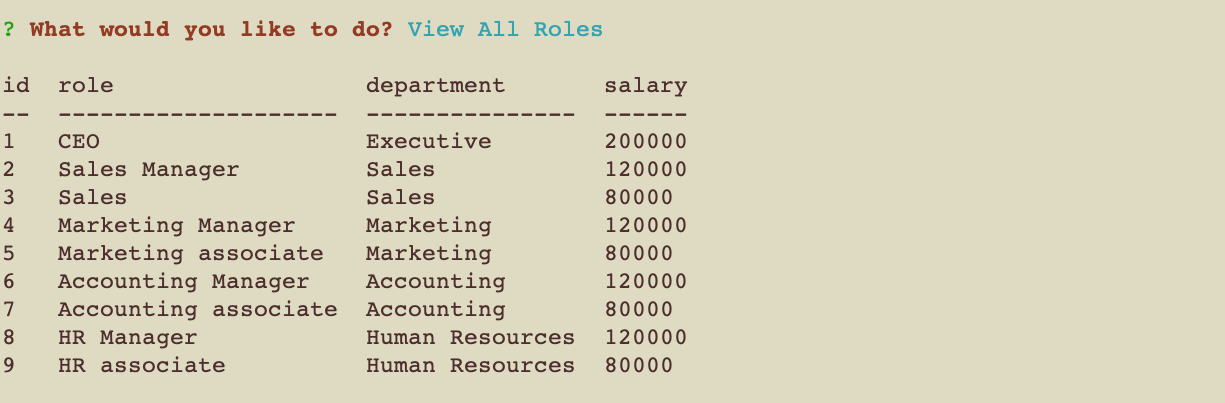 ? What would you like to do? View All Roles
id  role                  department       salary
--  --------------------  ---------------  ------
1   CEO                   Executive        200000
2   Sales Manager         Sales            120000
3   Sales                 Sales            80000
4   Marketing Manager     Marketing        120000
5   Marketing associate   Marketing        80000
6   Accounting Manager    Accounting       120000
7   Accounting associate  Accounting       80000
8   HR Manager            Human Resources  120000
9   HR associate          Human Resources  80000